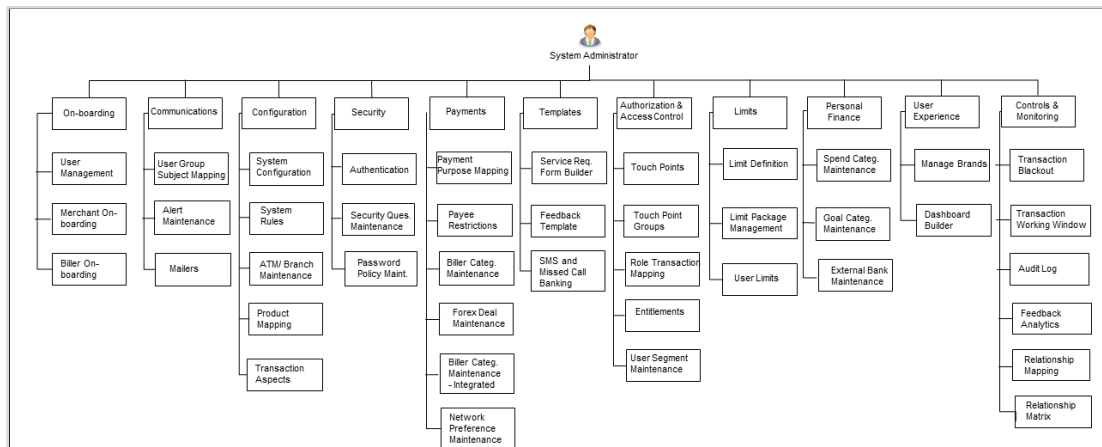 System Administrator
On-boarding
User
Management
Merchant On-
boarding
Biller On-
boarding
Communications
User Group
Subject Mapping
Alert
Maintenance
Mailers
Configuration
System
Configuration
System
Rules
ATM/ Branch
Maintenance
Product
Mapping
Transaction
Aspects
Security
Authentication
Security Ques.
Maintenance
Password
Policy Maint.
Payments
Payment
Purpose Mapping
Payee
Restrictions
Biller Categ.
Maintenance
Forex Deal
Maintenance
Biller Categ.
Maintenance
- Integrated
Network
Preference
Maintenance
Templates
Service Req.
Form Builder
Feedback
Template
SMS and
Missed Call
Banking
Authorization &
Access Control
Touch Points
Touch Point
Groups
Role Transaction
Mapping
Entitlements
User Segment
Maintenance
Limits
Limit Definition
Limit Package
Management
User Limits
Personal
Finance
Spend Categ.
Maintenance
Goal Categ.
Maintenance
External Bank
Maintenance
User
Experience
Manage Brands
Dashboard
Builder
Controls &
Monitoring
Transaction
Blackout
Transaction
Working Window
Audit Log
Feedback
Analytics
Relationship
Mapping
Relationship
Matrix